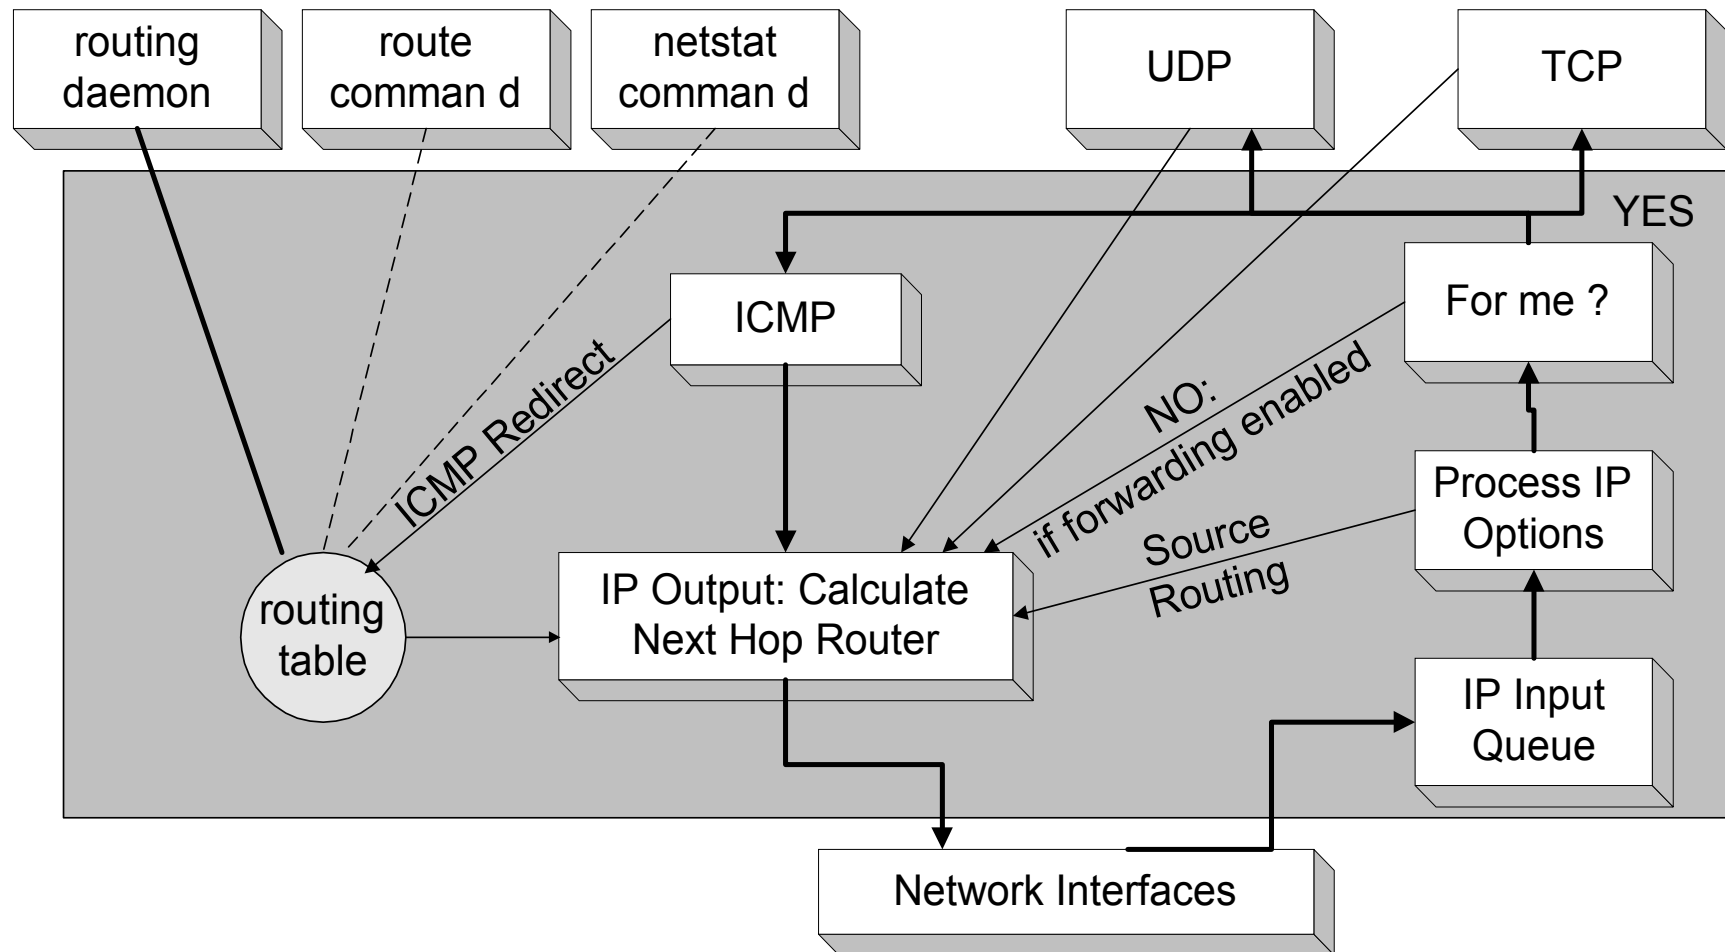 routing
daemon
route
comman d
netstat
comman d
UDP
TCP
YES
For me ?
ICMP
ICMP Redirect
NO:
if forwarding enabled
Process IP
Options
Source
Routing
IP Output: Calculate
Next Hop Router
routing
table
IP Input
Queue
Network Interfaces